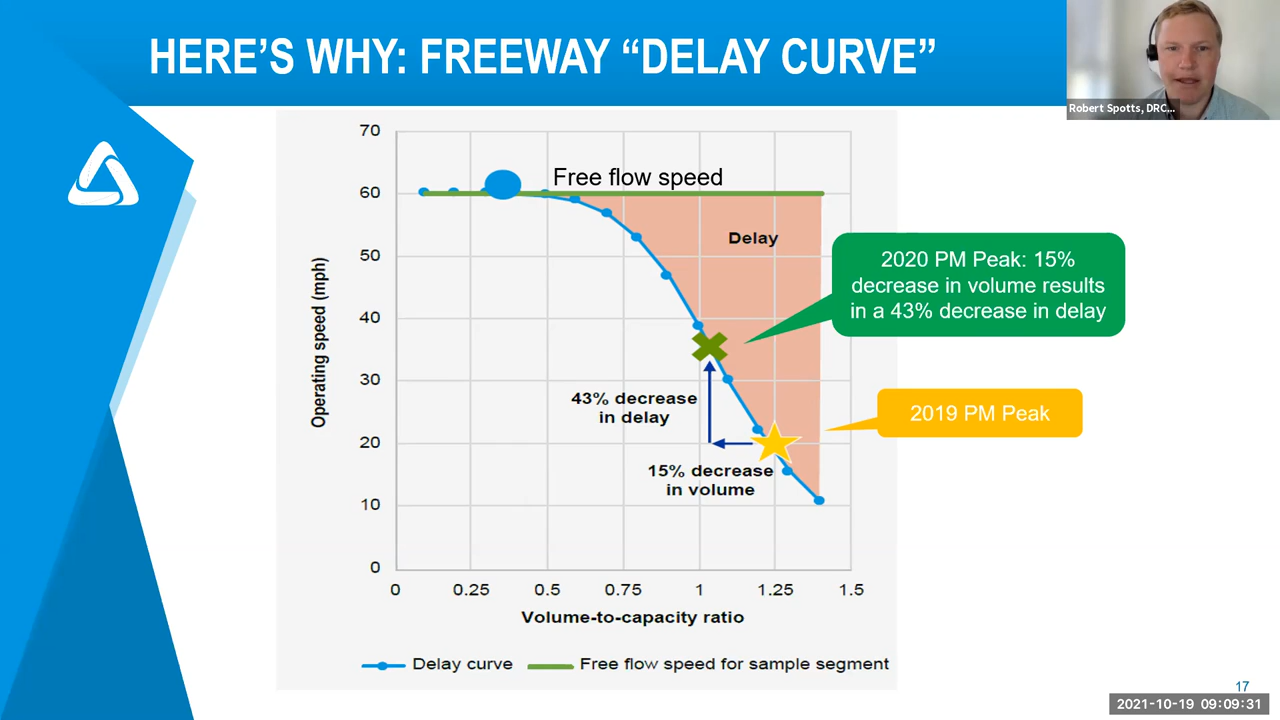 HERE’S WHY: FREEWAY “DELAY CURVE”
Robert Spotts, DRC...
70
60
50
40
30
20
10
0
Operating speed (mph)
Free flow speed
Delay
2020 PM Peak: 15%
decrease in volume results
in a 43% decrease in delay
43% decrease
in delay
2019 PM Peak
15% decrease
in volume
0 0.25 0.5 0.75 1 1.25 1.5
Volume-to-capacity ratio
Delay curve Free flow speed for sample segment
17
2021-10-19 09:09:31